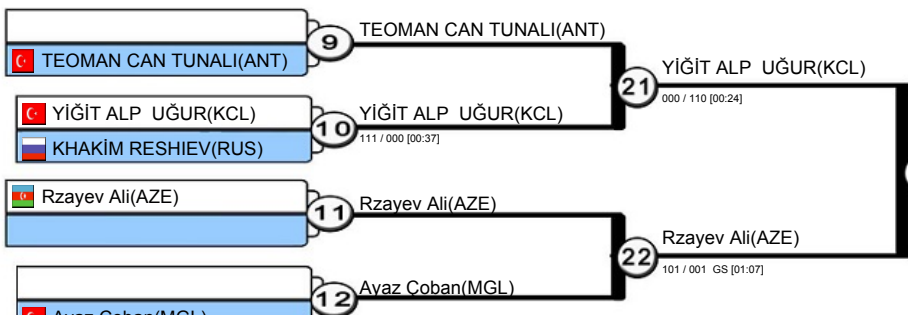 TEOMAN CAN TUNALI(ANT)
9
TEOMAN CAN TUNALI(ANT)
21
YİĞİT ALP UĞUR(KCL)
000 / 110 [00:24]
YİĞİT ALP UĞUR(KCL)
10
YİĞİT ALP UĞUR(KCL)
111 / 000 [00:37]
KHAKİM RESHIEV(RUS)
Rzayev Ali(AZE)
11
Rzayev Ali(AZE)
22
Rzayev Ali(AZE)
101 / 001 GS [01:07]
12
Ayaz Çoban(MGL)
Ayaz Çoban(MGL)